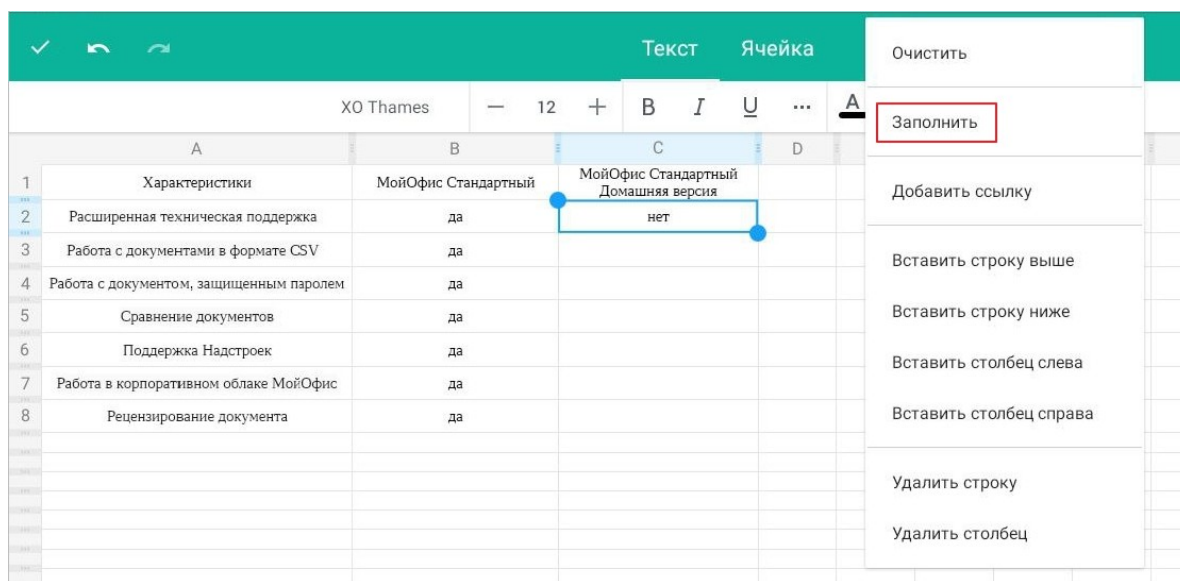 Текст Ячейка
XO Thames — 12 + B I U ... A
A B C D
1 Характеристики МойОфис Стандартный МойОфис Стандартный
Домашняя версия
2 Расширенная техническая поддержка да нет
3 Работа с документами в формате CSV да
4 Работа с документом, защищенным паролем да
5 Сравнение документов да
6 Поддержка Надстроек да
7 Работа в корпоративном облаке МойОфис да
8 Рецензирование документа да
Очистить
Заполнить
Добавить ссылку
Вставить строку выше
Вставить строку ниже
Вставить столбец слева
Вставить столбец справа
Удалить строку
Удалить столбец